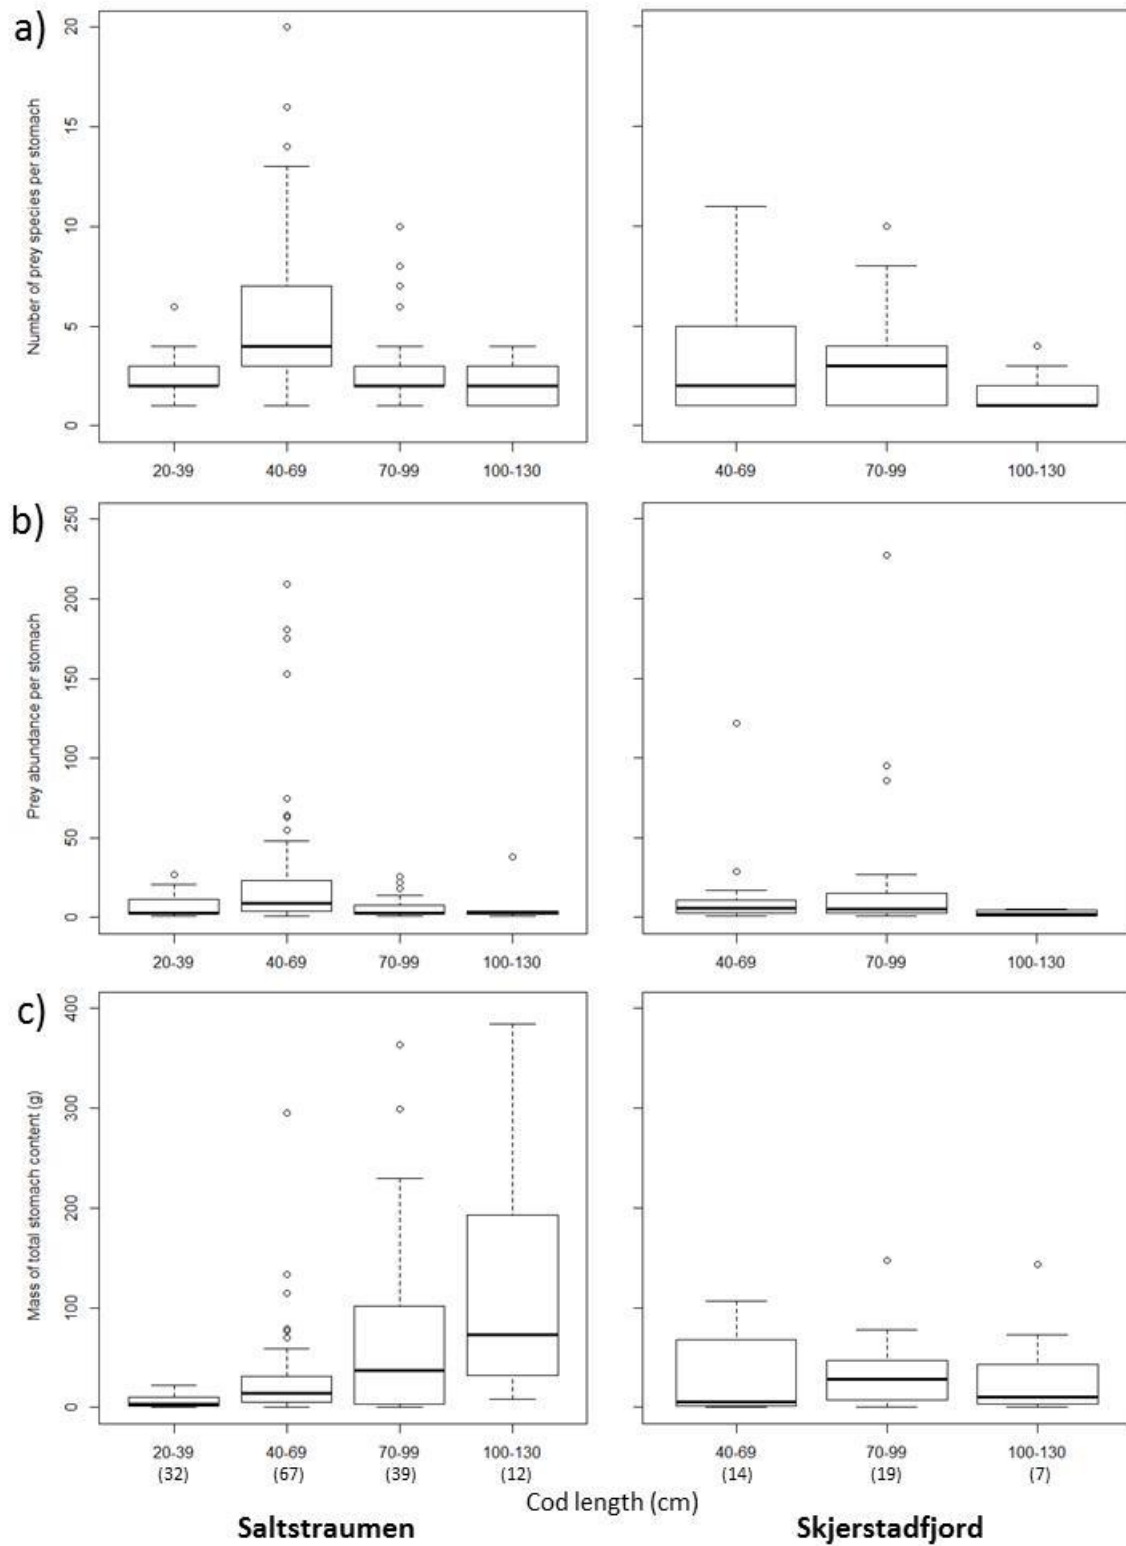 a)
Number of prey species per stomach
20
15
10
5
0
20-39 40-69 70-99 100-130
40-69 70-99 100-130
b)
Prey abundance per stomach
250
200
150
100
50
0
20-39 40-69 70-99 100-130
40-69 70-99 100-130
c)
Mass of total stomach content (g)
400
300
200
100
0
20-39 40-69 70-99 100-130
(32) (67) (39) (12)
40-69 70-99 100-130
(14) (19) (7)
Cod length (cm)
Saltstraumen
Skjerstadfjord